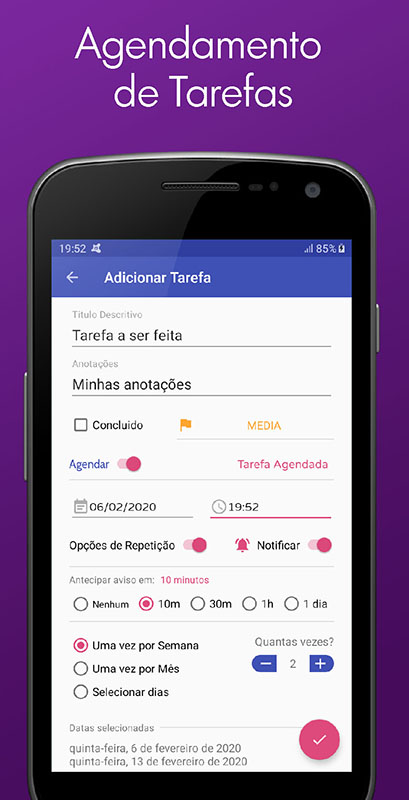 Agendamento
de Tarefas
19:52 85%
Adicionar Tarefa
Titulo Descritivo
Tarefa a ser feita
Anotações
Minhas anotações
Concluido MEDIA
Agendar Tarefa Agendada
06/02/2020 19:52
Opções de Repetição Notificar
Antecipar aviso em: 10 minutos
Nenhum 10m 30m 1h 1 dia
Uma vez por Semana Quantas vezes?
Uma vez por Mês − 2 +
Selecionar dias
Datas selecionadas
quinta-feira, 6 de fevereiro de 2020
quinta-feira, 13 de fevereiro de 2020